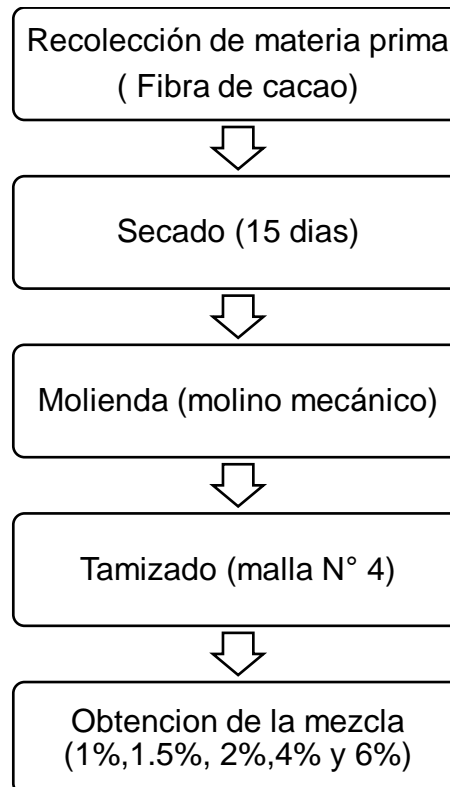 Recolección de materia prima
( Fibra de cacao)
Secado (15 dias)
Molienda (molino mecánico)
Tamizado (malla N° 4)
Obtencion de la mezcla
(1%,1.5%, 2%,4% y 6%)